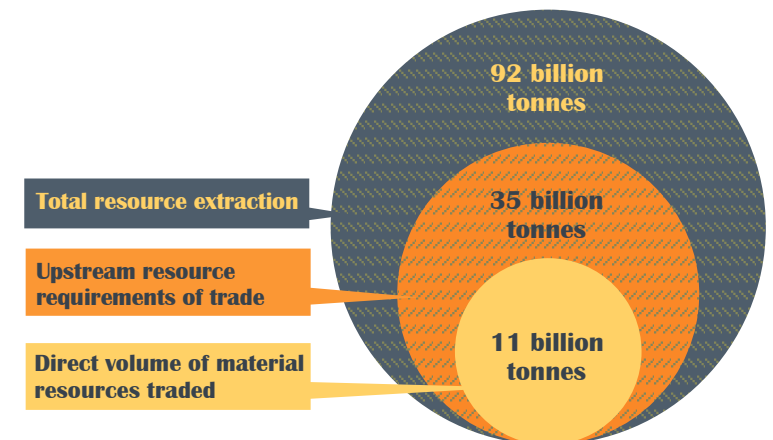 92 billion
tonnes
Total resource extraction
35 billion
tonnes
Upstream resource
requirements of trade
11 billion
tonnes
Direct volume of material
resources traded